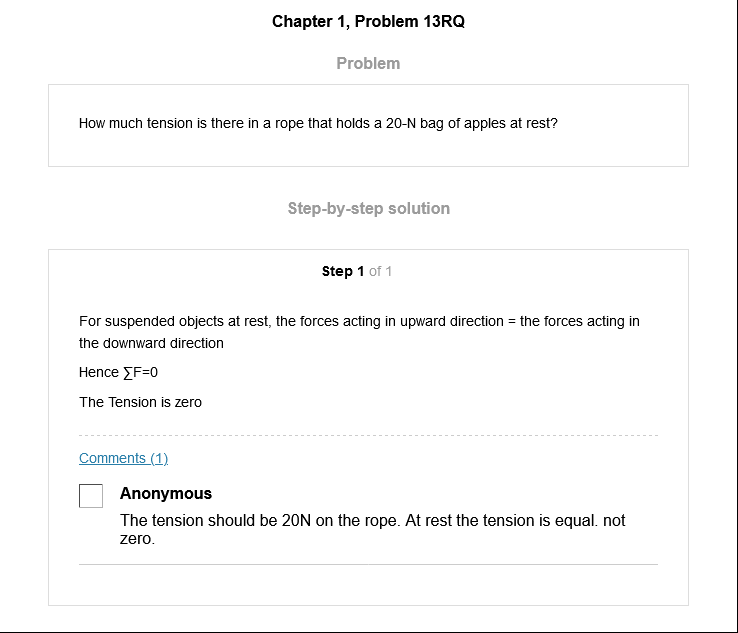 Chapter 1, Problem 13RQ
Problem
How much tension is there in a rope that holds a 20-N bag of apples at rest?
Step-by-step solution
Step 1 of 1
For suspended objects at rest, the forces acting in upward direction = the forces acting in
the downward direction
Hence ∑F=0
The Tension is zero
Comments (1)
Anonymous
The tension should be 20N on the rope. At rest the tension is equal. not
zero.